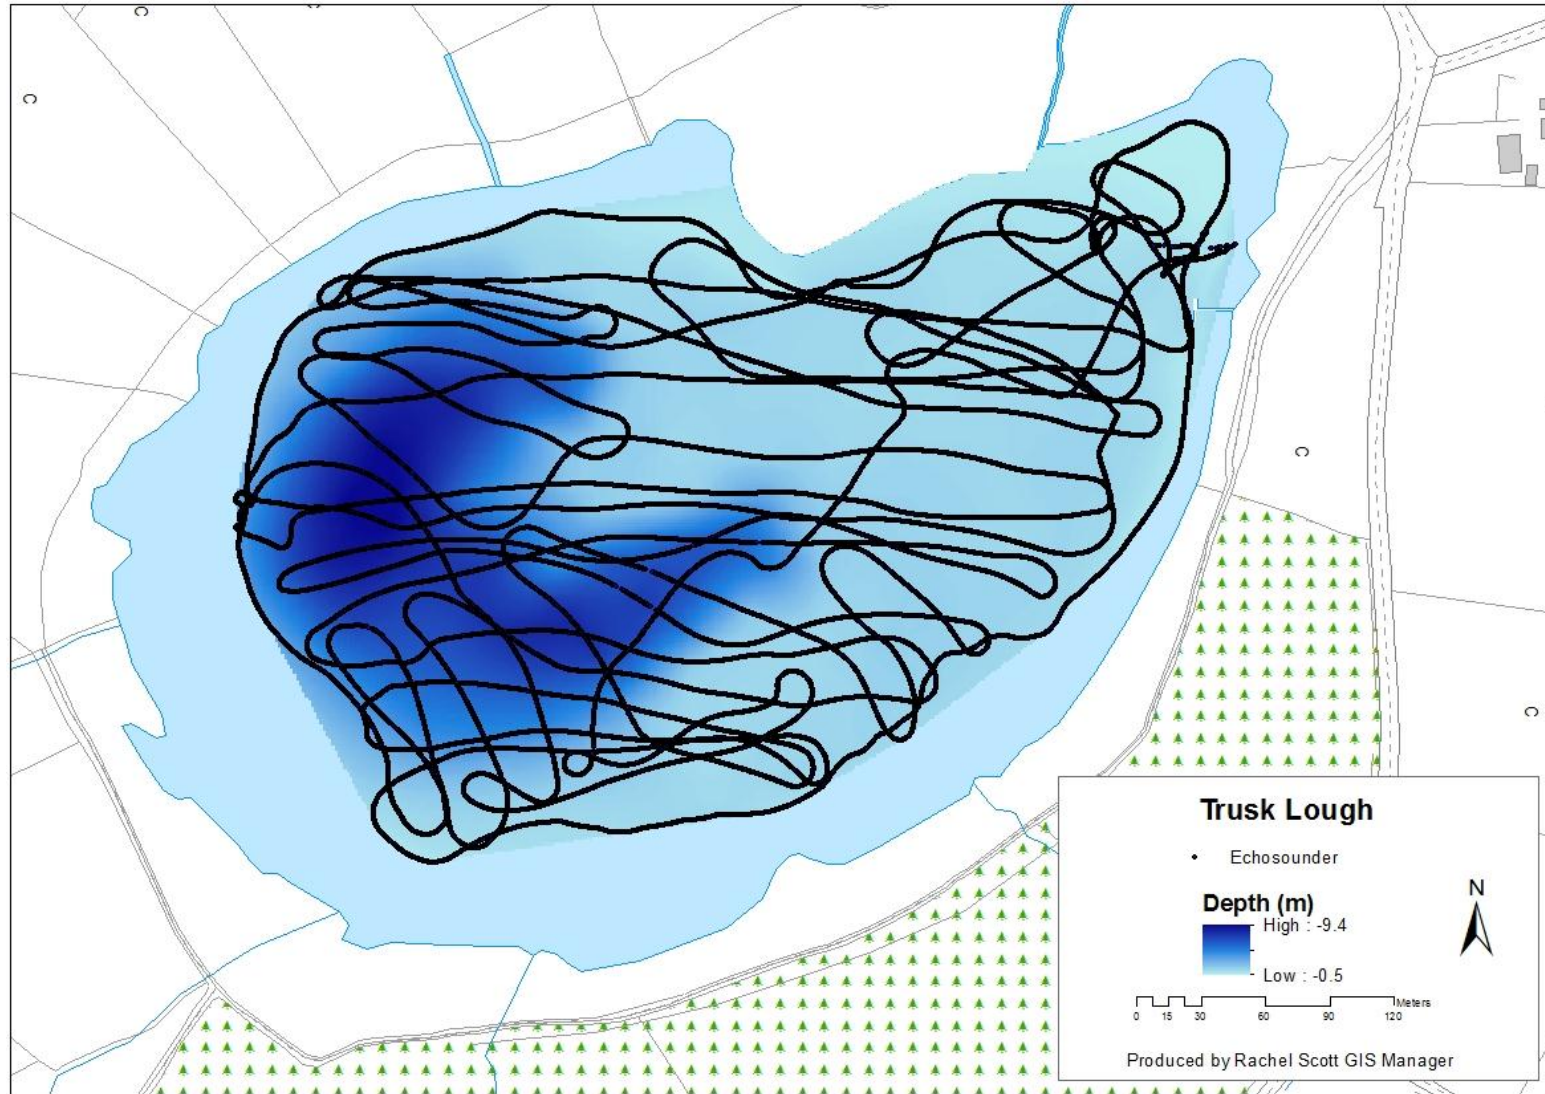 C
C
C
C
C
Trusk Lough
Echosounder
Depth (m)
High : -9.4
Low : -0.5
N
Meters
0 15 30 60 90 120
Produced by Rachel Scott GIS Manager